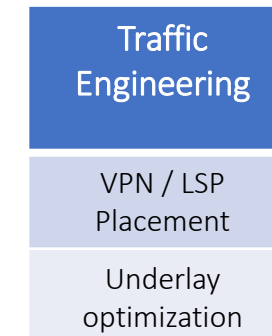 Traffic
Engineering
VPN / LSP
Placement
Underlay
optimization